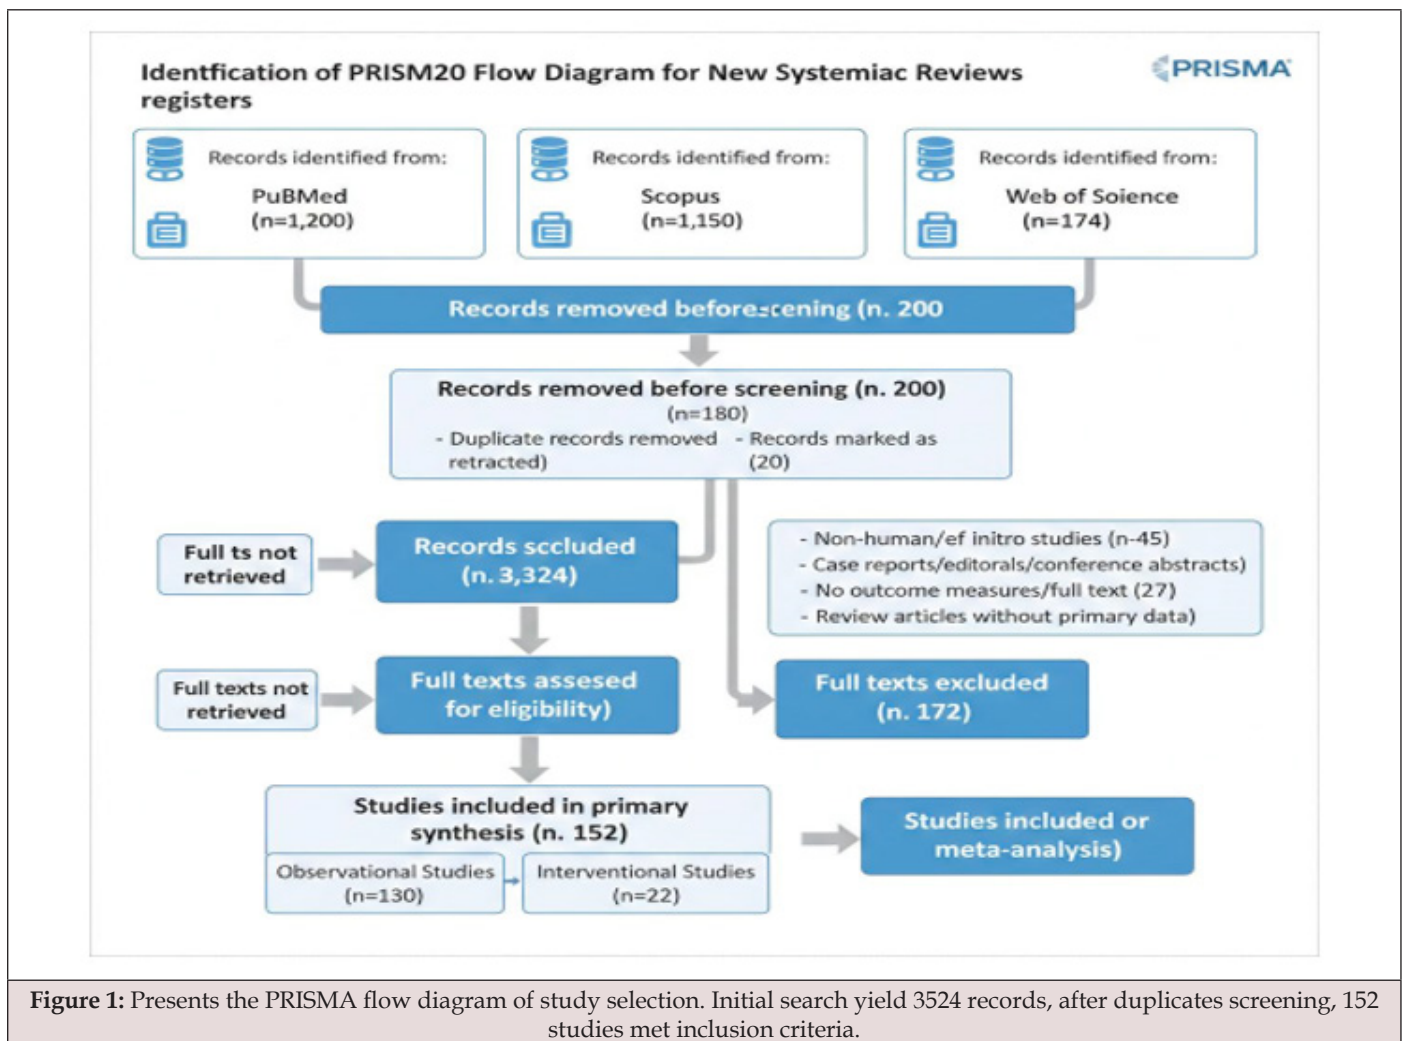 Identfication of PRISM20 Flow Diagram for New Systemiac Reviews
registers
PRISMA
Records identified from:
PuBMed
(n=1,200)
Records identified from:
Scopus
(n=1,150)
Records identified from:
Web of Soience
(n=174)
Records removed before scening (n. 200
Records removed before screening (n. 200)
(n=180)
- Duplicate records removed - Records marked as
retracted) (20)
Full ts not
retrieved
Records sccluded
(n. 3,324)
- Non-human/ef initro studies (n-45)
- Case reports/editorals/conference abstracts)
- No outcome measures/full text (27)
- Review articles without primary data)
Full texts not
retrieved
Full texts assesed
for eligibility)
Full texts excluded
(n. 172)
Studies included in primary
synthesis (n. 152)
Observational Studies
(n=130)
Interventional Studies
(n=22)
Studies included or
meta-analysis)
Figure 1: Presents the PRISMA flow diagram of study selection. Initial search yield 3524 records, after duplicates screening, 152
studies met inclusion criteria.